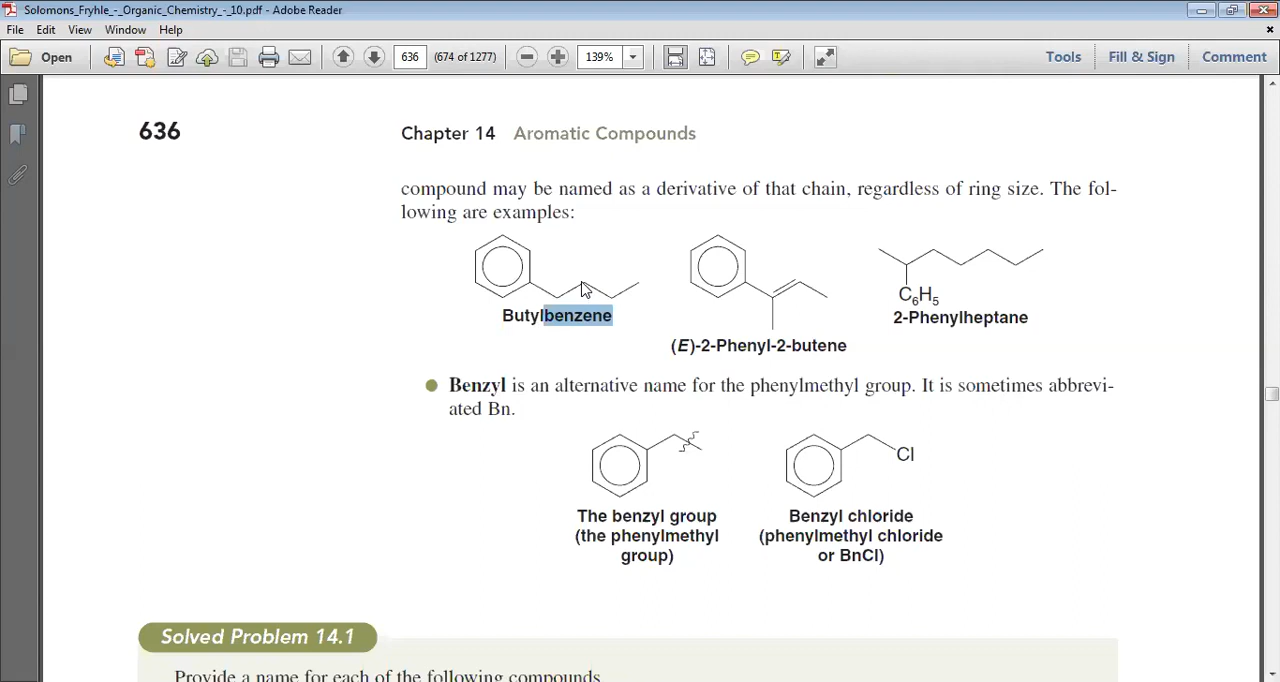 Solomons_Fryhle_-_Organic_Chemistry_-_10.pdf - Adobe Reader
File Edit View Window Help
Open 636 (674 of 1277) 139% Tools Fill & Sign Comment
636 Chapter 14 Aromatic Compounds
compound may be named as a derivative of that chain, regardless of ring size. The fol-
lowing are examples:
C6H5
Butylbenzene
2-Phenylheptane
(E)-2-Phenyl-2-butene
Benzyl is an alternative name for the phenylmethyl group. It is sometimes abbrevi-
ated Bn.
Cl
The benzyl group
(the phenylmethyl
group)
Benzyl chloride
(phenylmethyl chloride
or BnCl)
Solved Problem 14.1
Provide a name for each of the following compounds.